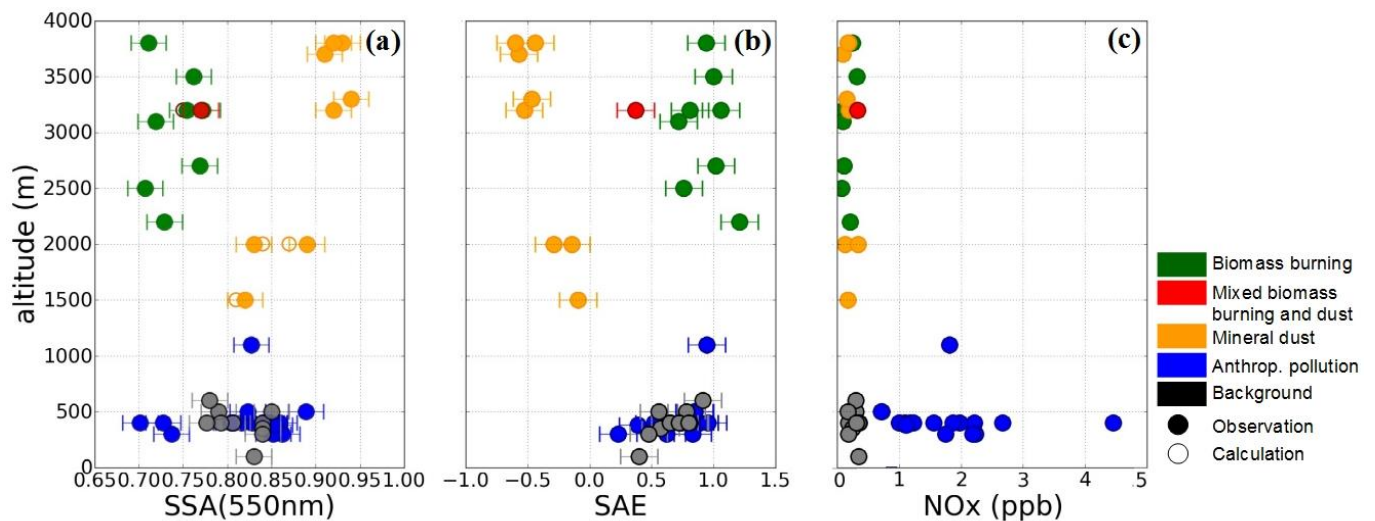 4000
3500
3000
2500
2000
1500
1000
500
0
altitude (m)
(a)
0.65 0.70 0.75 0.80 0.85 0.90 0.95 1.00
SSA(550nm)
(b)
−1.0 −0.5 0.0 0.5 1.0 1.5
SAE
(c)
0 1 2 3 4 5
NOx (ppb)
Biomass burning
Mixed biomass
burning and dust
Mineral dust
Anthrop. pollution
Background
Observation
Calculation